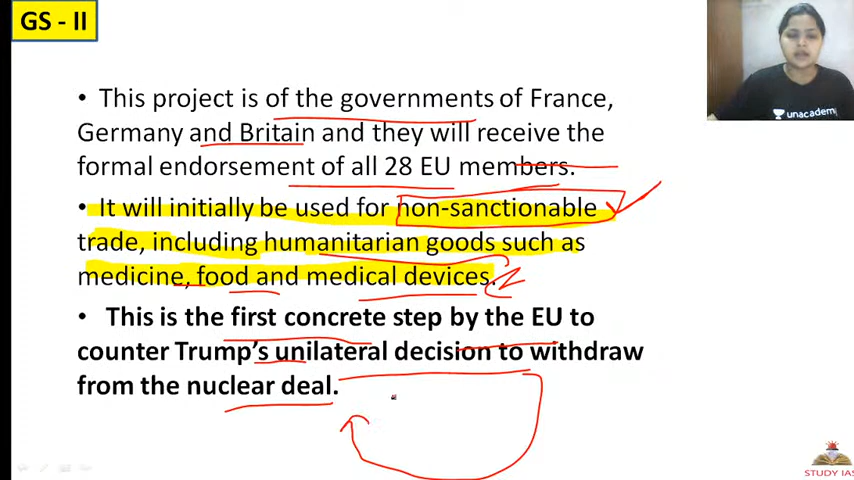 GS - II
• This project is of the governments of France,
Germany and Britain and they will receive the
formal endorsement of all 28 EU members.
• It will initially be used for non-sanctionable
trade, including humanitarian goods such as
medicine, food and medical devices.
• This is the first concrete step by the EU to
counter Trump's unilateral decision to withdraw
from the nuclear deal.
unacademy
STUDY IAS